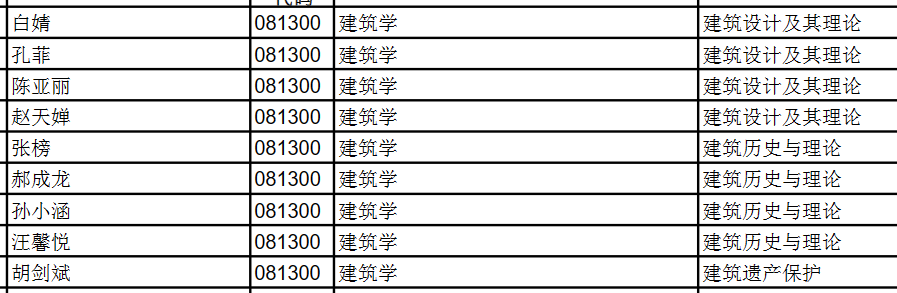 代码
白婧 081300 建筑学 建筑设计及其理论
孔菲 081300 建筑学 建筑设计及其理论
陈亚丽 081300 建筑学 建筑设计及其理论
赵天婵 081300 建筑学 建筑设计及其理论
张榜 081300 建筑学 建筑历史与理论
郝成龙 081300 建筑学 建筑历史与理论
孙小涵 081300 建筑学 建筑历史与理论
汪馨悦 081300 建筑学 建筑历史与理论
胡剑斌 081300 建筑学 建筑遗产保护